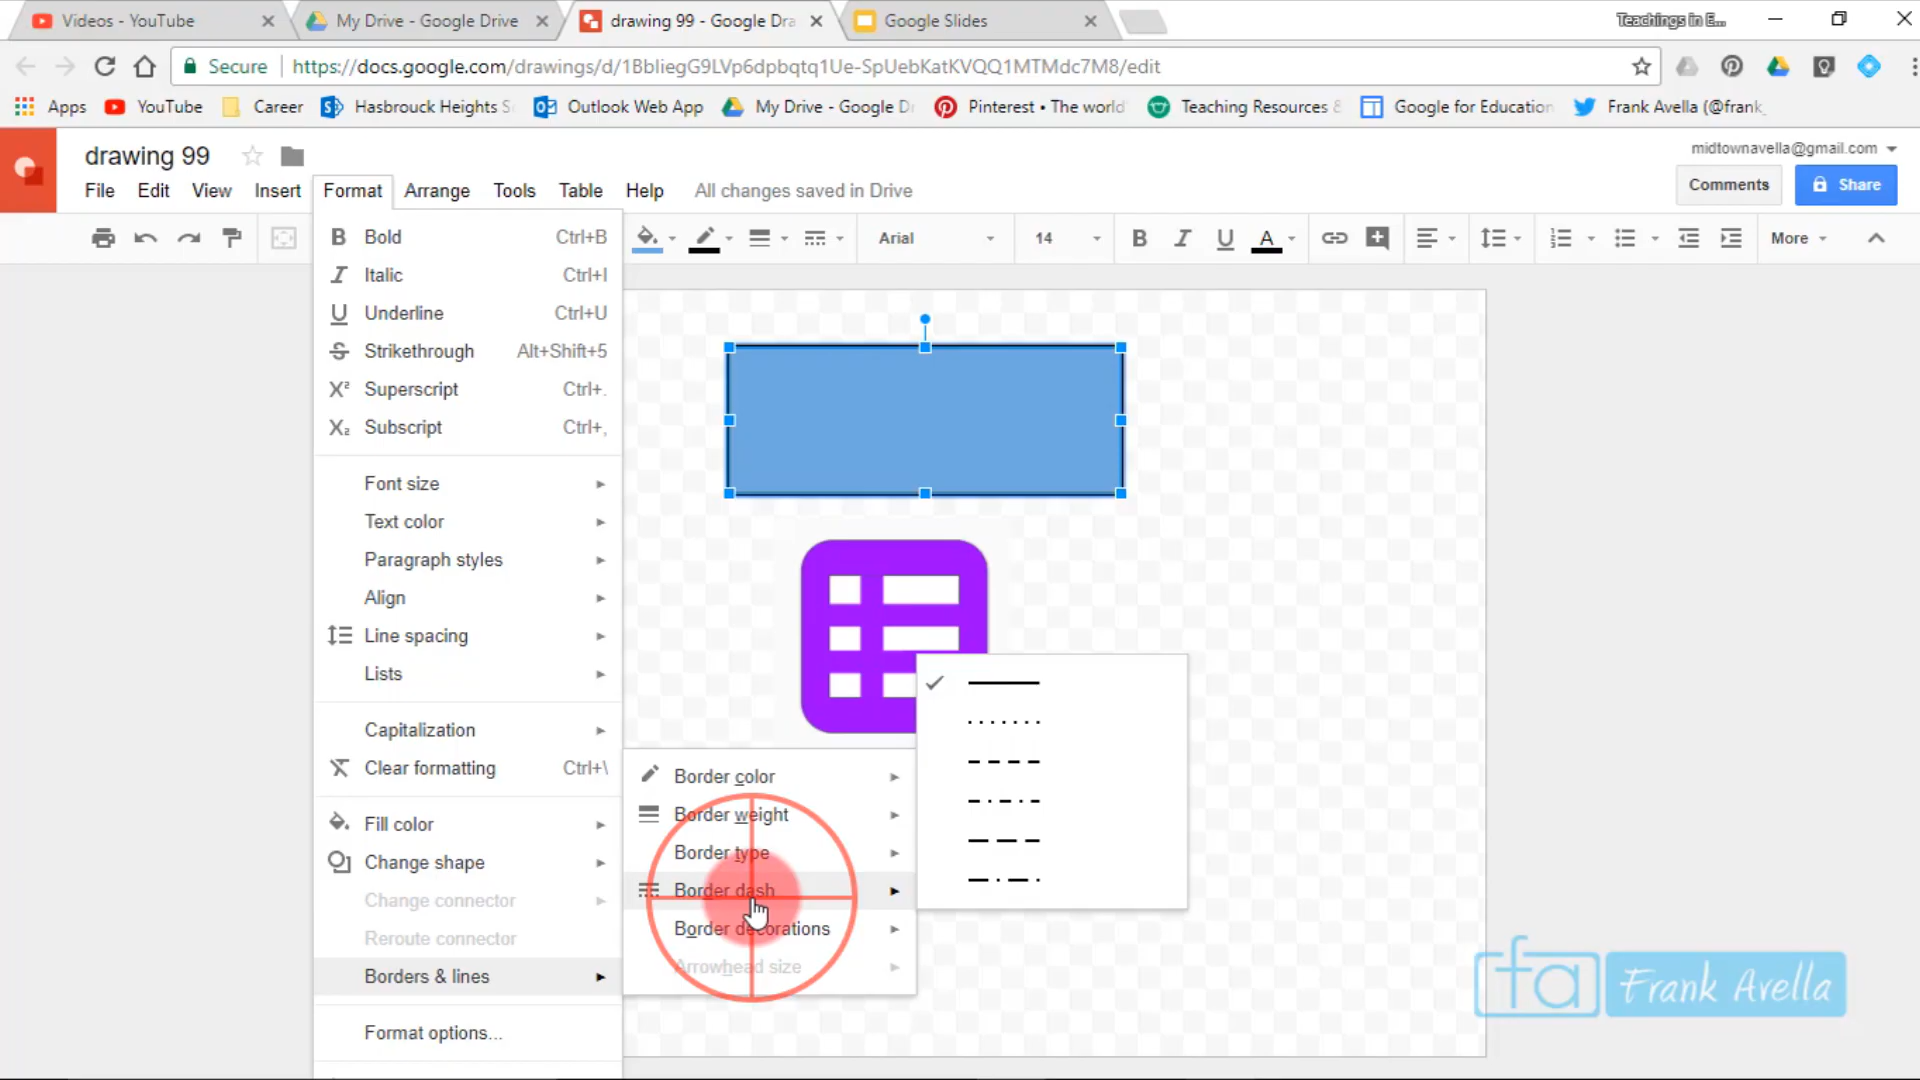 Videos - YouTube
My Drive - Google Drive
drawing 99 - Google Dra
Google Slides
Teachings in E...
Secure
https://docs.google.com/drawings/d/1BbliegG9LVp6dpbqtq1Ue-SpUebKatKVQQ1MTMdc7M8/edit
Apps
YouTube
Career
Hasbrouck Heights S
Outlook Web App
My Drive - Google Dr
Pinterest • The world
Teaching Resources &
Google for Education
Frank Avella (@frank_
drawing 99
midtownavella@gmail.com
File Edit View Insert Format Arrange Tools Table Help All changes saved in Drive
Comments
Share
Arial 14 B I U A More
B Bold Ctrl+B
I Italic Ctrl+I
U Underline Ctrl+U
S Strikethrough Alt+Shift+5
X² Superscript Ctrl+.
X₂ Subscript Ctrl+,
Font size
Text color
Paragraph styles
Align
Line spacing
Lists
Capitalization
Clear formatting Ctrl+\
Fill color
Change shape
Change connector
Reroute connector
Borders & lines
Format options...
Border color
Border weight
Border type
Border dash
Border decorations
Arrowhead size
fa Frank Avella